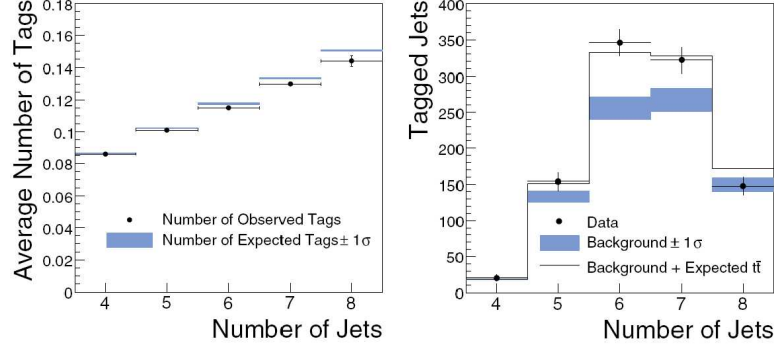 Average Number of Tags
0.18
0.16
0.14
0.12
0.1
0.08
0.06
0.04
0.02
0
Number of Observed Tags
Number of Expected Tags ± 1σ
4 5 6 7 8
Number of Jets
Tagged Jets
400
350
300
250
200
150
100
50
0
Data
Background ± 1σ
Background + Expected tt̄
4 5 6 7 8
Number of Jets